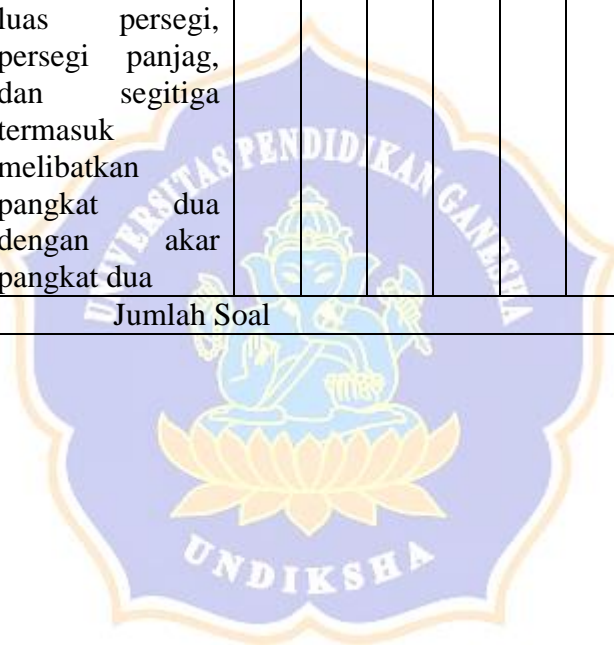 luas persegi,
persegi panjag,
dan segitiga
termasuk
melibatkan
pangkat dua
dengan akar
pangkat dua
Jumlah Soal
UNIVERSITAS PENDIDIKAN GANESHA
UNDIKSHA